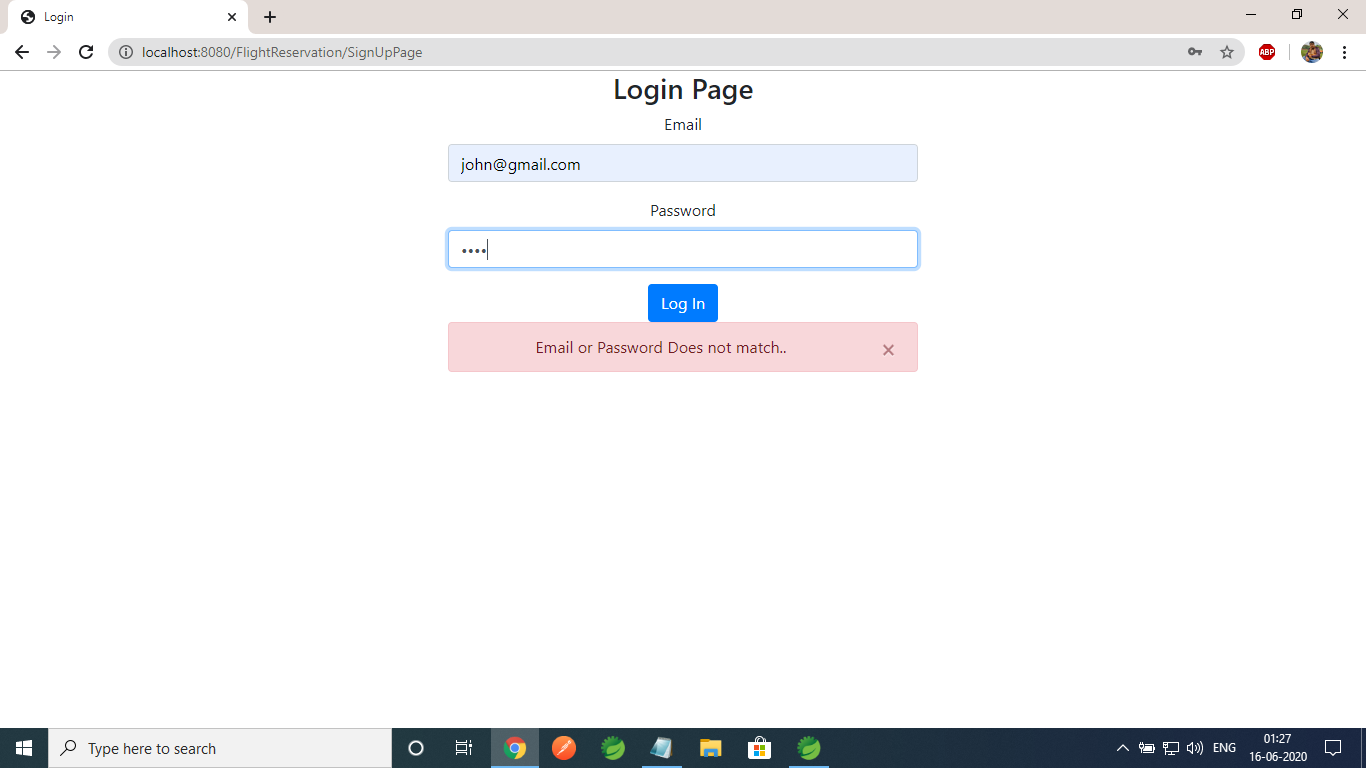 Login
localhost:8080/FlightReservation/SignUpPage
ABP
Login Page
Email
john@gmail.com
Password
••••
Log In
Email or Password Does not match.. ×
Type here to search
ENG
01:27
16-06-2020